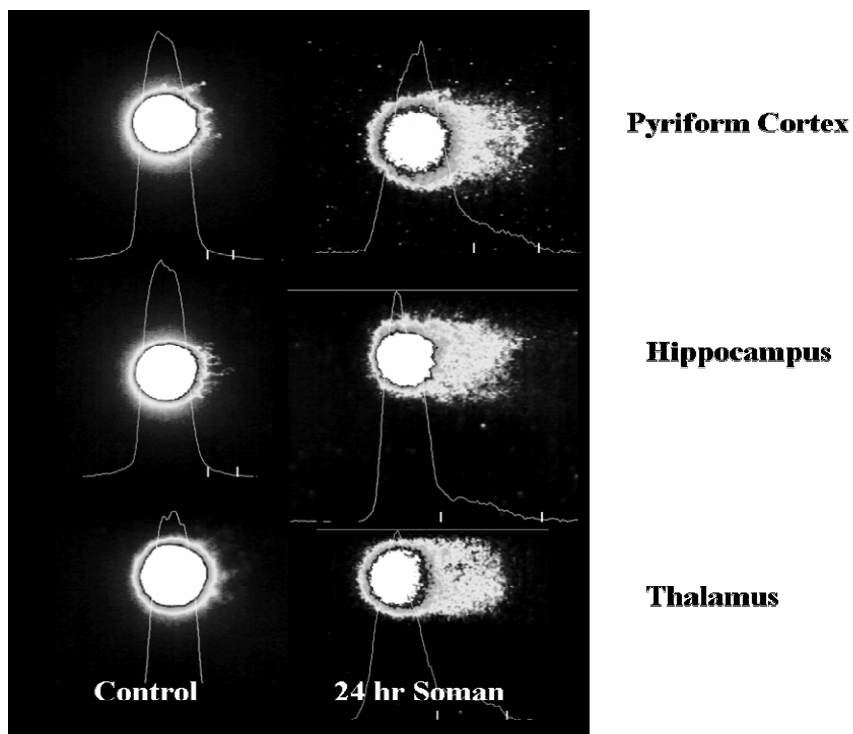 Pyriform Cortex
Hippocampus
Thalamus
Control
24 hr Soman